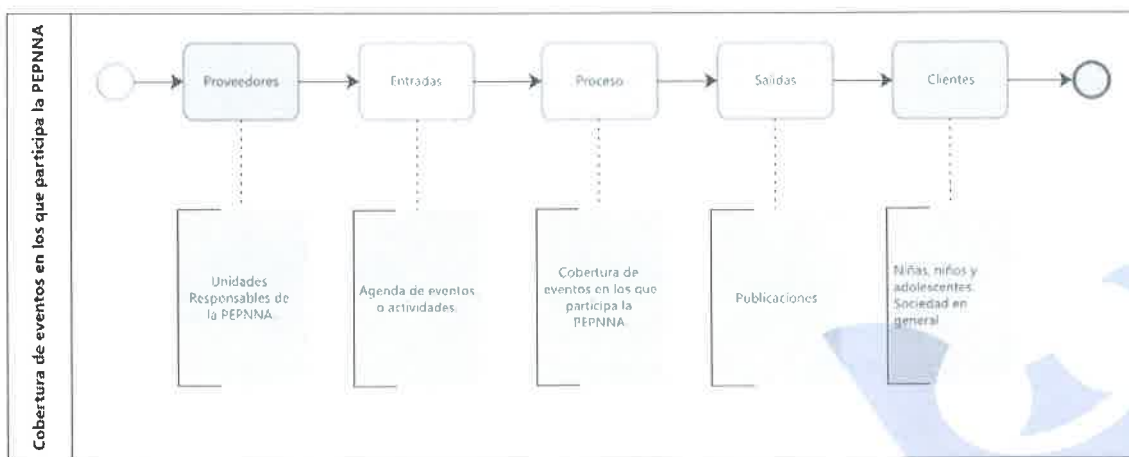 Cobertura de eventos en los que participa la PEPNNA
Proveedores
Entradas
Proceso
Salidas
Clientes
Unidades
Responsables de
la PEPNNA.
Agenda de eventos
o actividades.
Cobertura de
eventos en los que
participa la
PEPNNA.
Publicaciones
Niñas, niños y
adolescentes.
Sociedad en
general